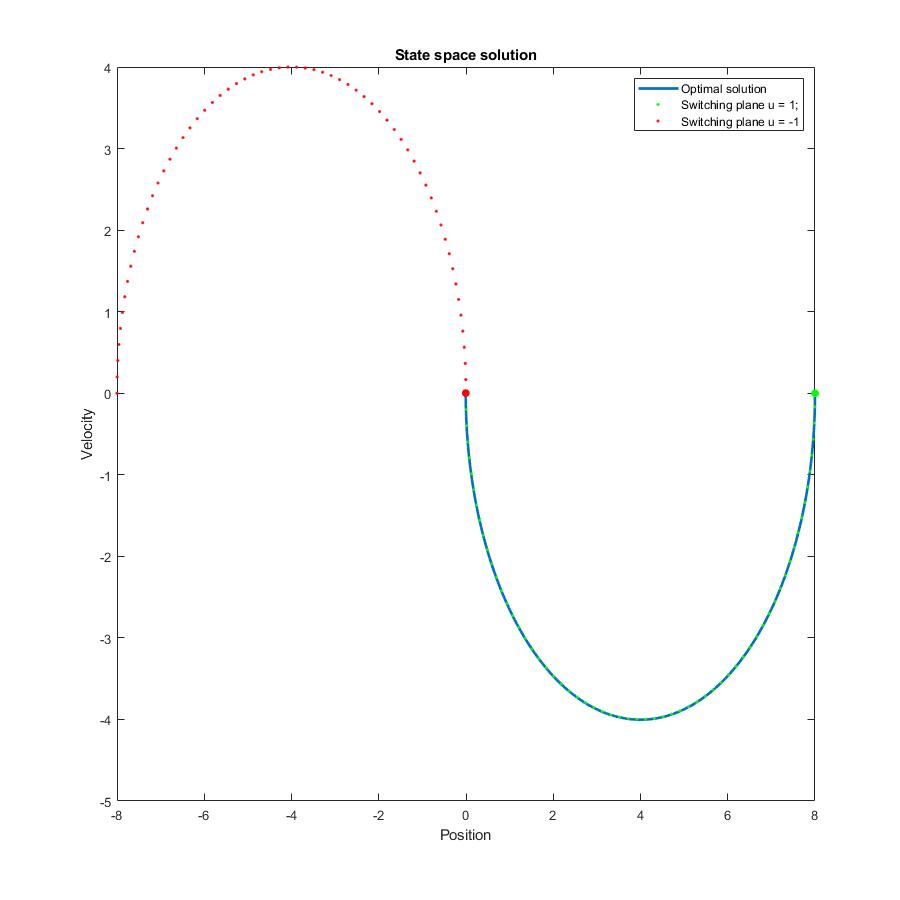 State space solution
Optimal solution
Switching plane u = 1;
Switching plane u = -1
4
3
2
1
0
-1
-2
-3
-4
-5
Velocity
-8 -6 -4 -2 0 2 4 6 8
Position